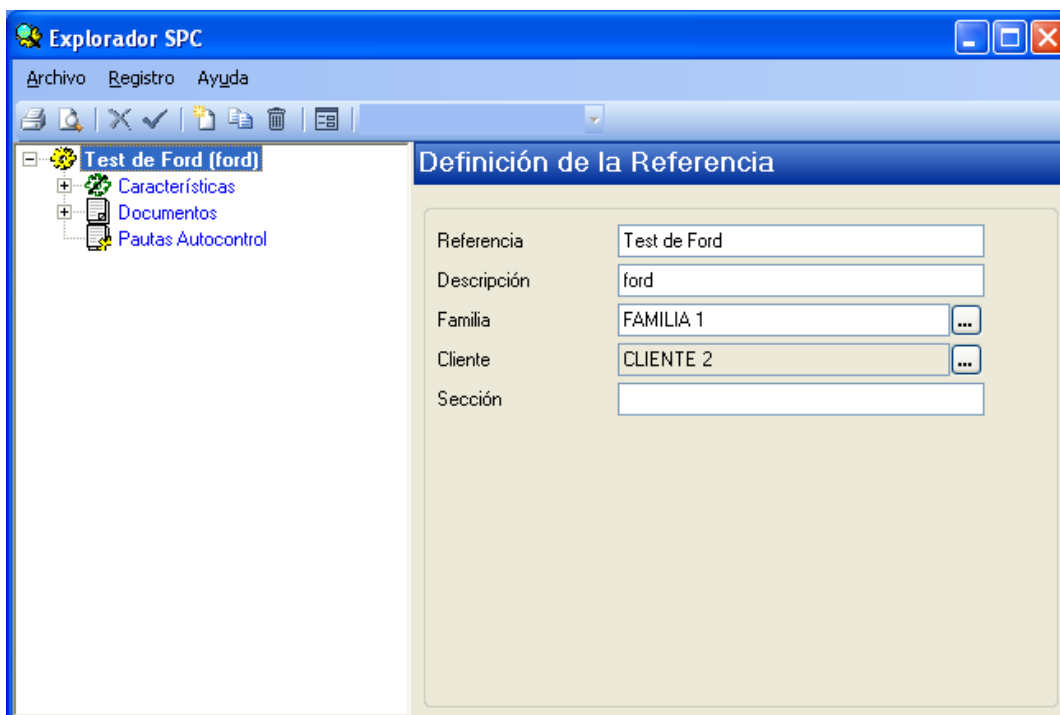 Explorador SPC
Archivo Registro Ayuda
Test de Ford (ford)
Características
Documentos
Pautas Autocontrol
Definición de la Referencia
Referencia Test de Ford
Descripción ford
Familia FAMILIA 1 ...
Cliente CLIENTE 2 ...
Sección